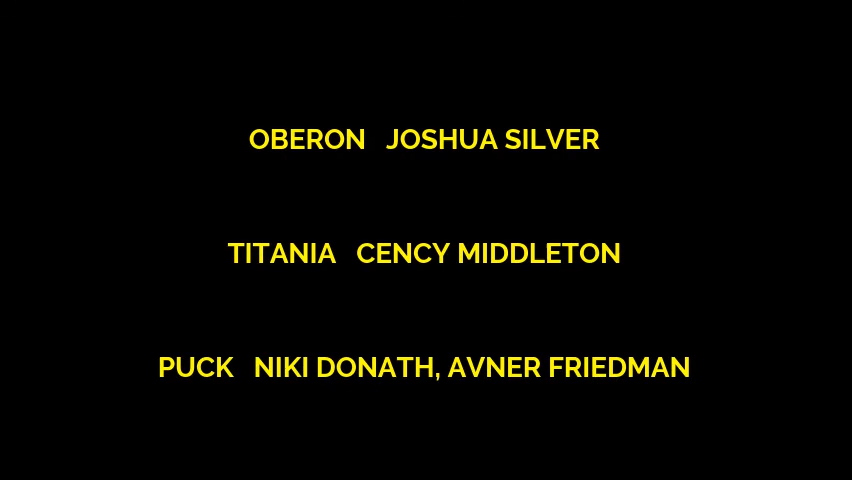 OBERON JOSHUA SILVER
TITANIA CENCY MIDDLETON
PUCK NIKI DONATH, AVNER FRIEDMAN